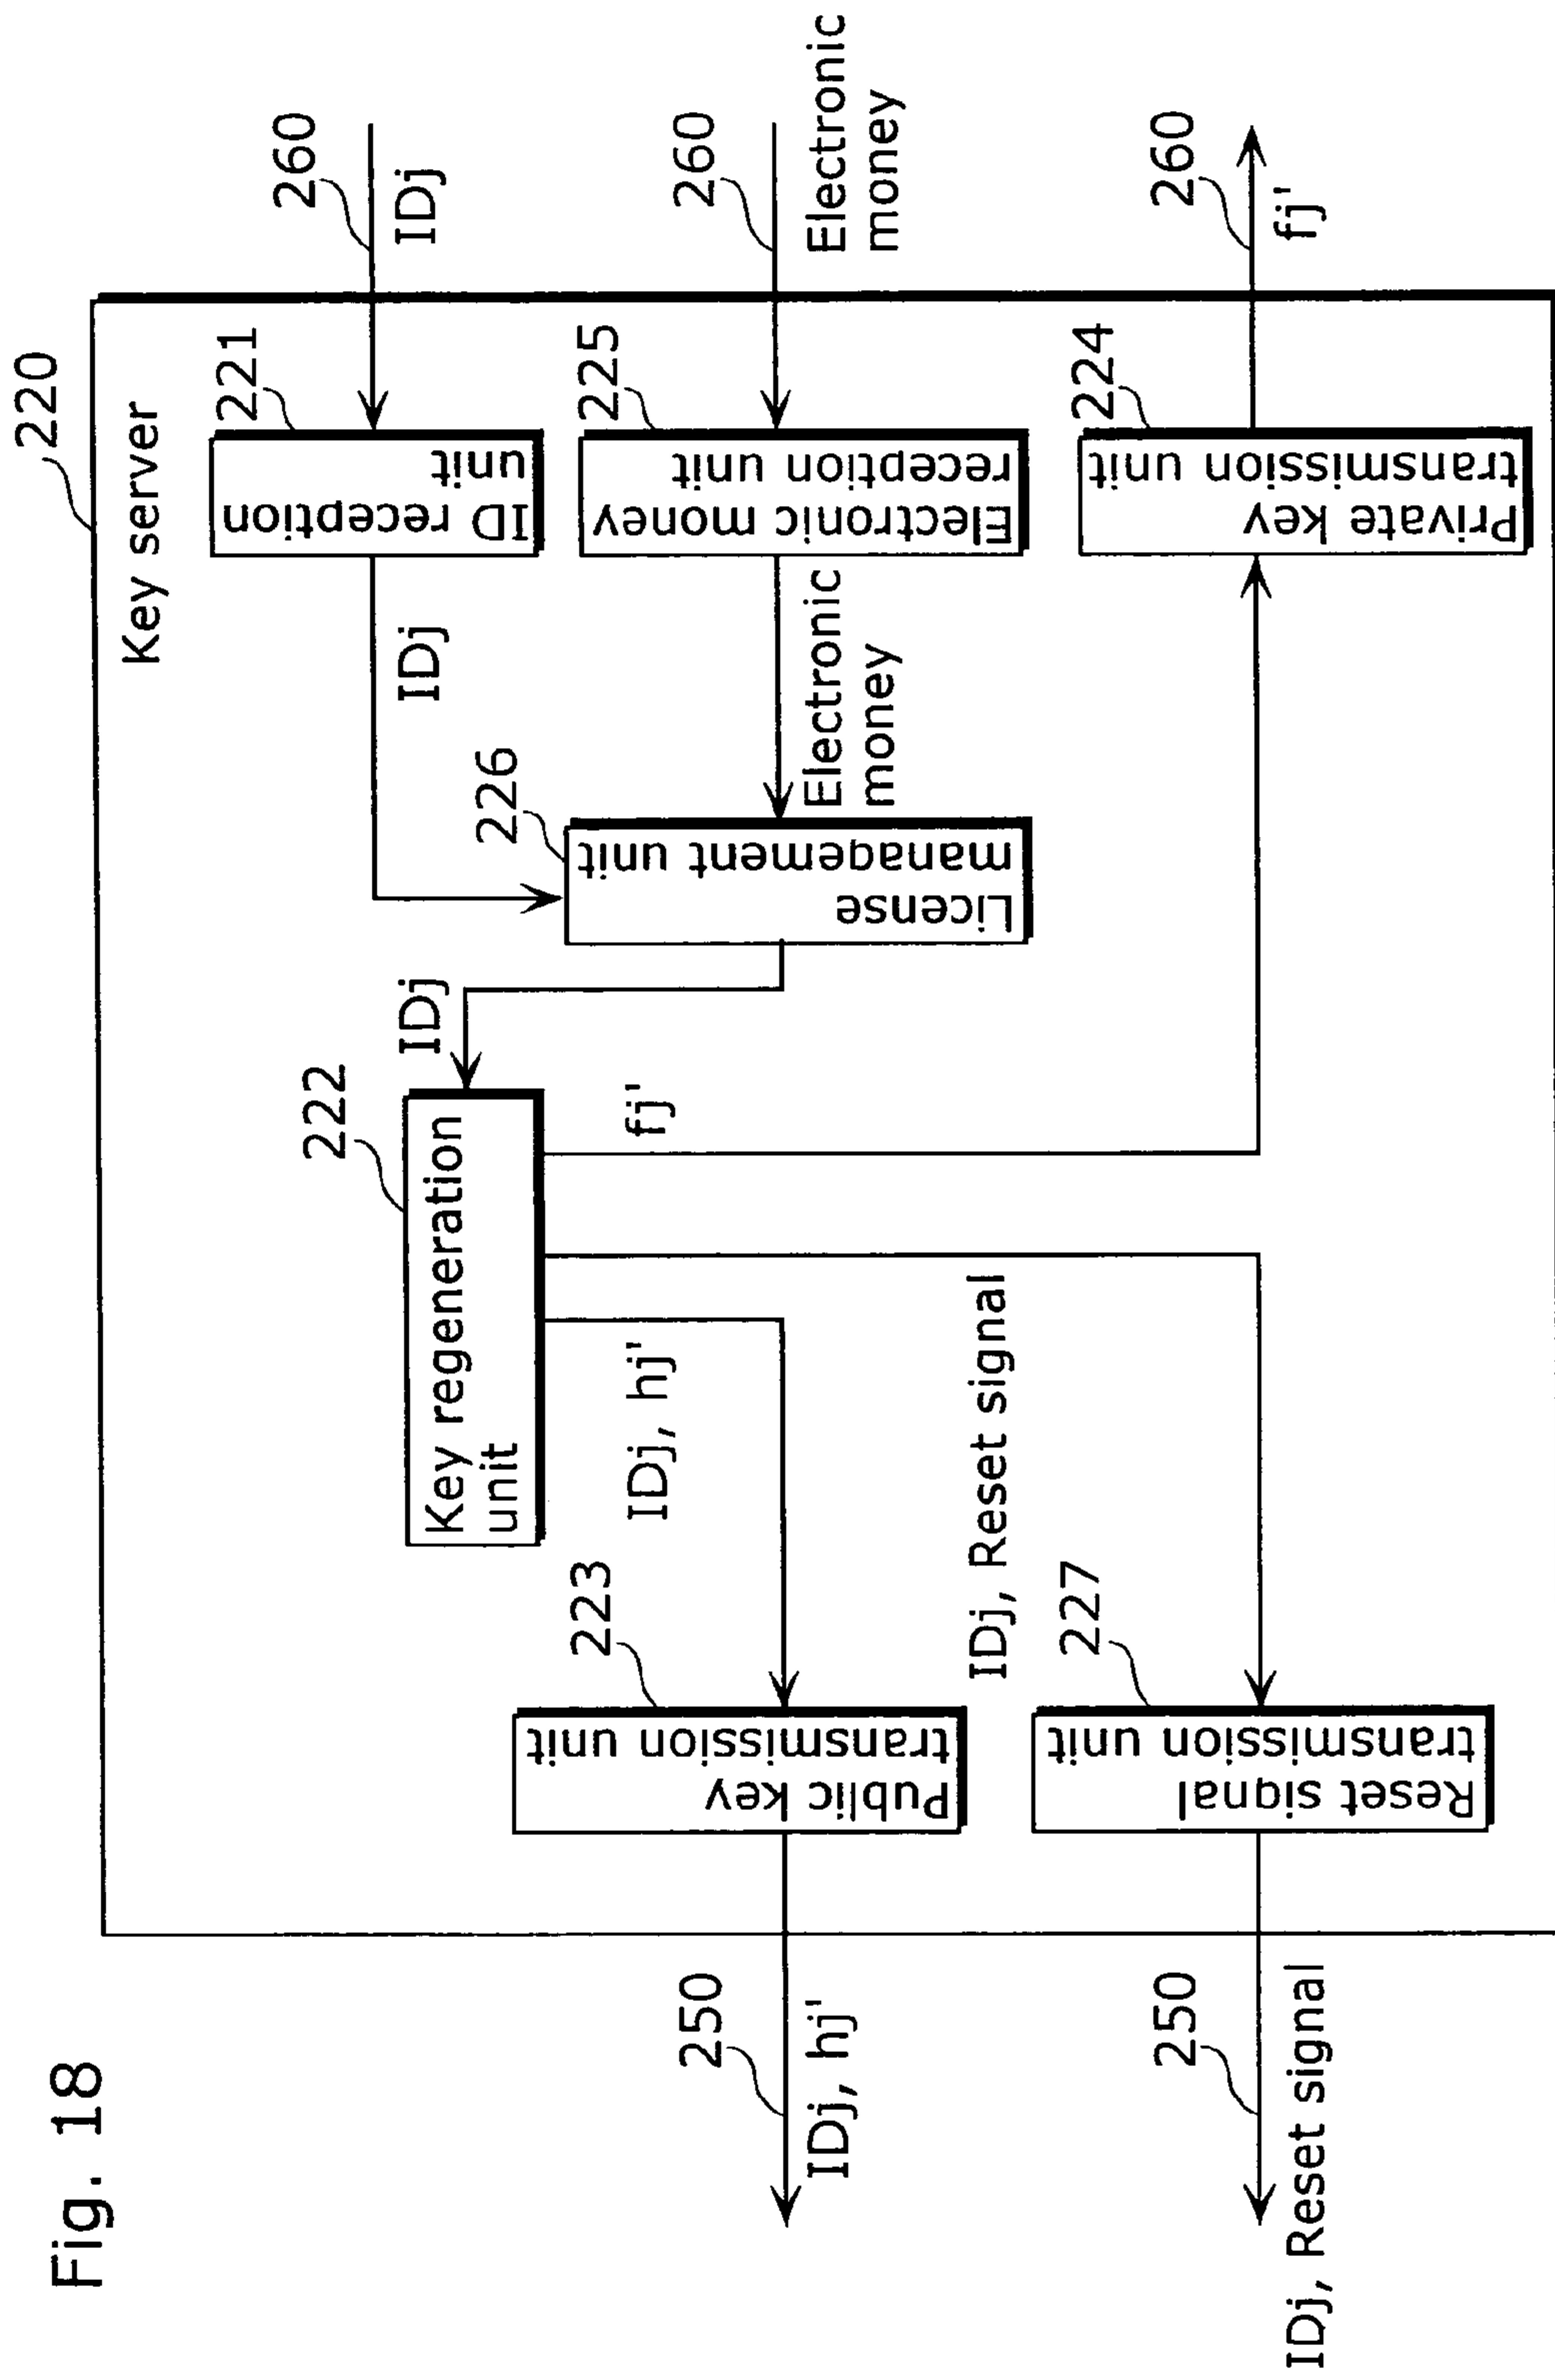 Fig. 18
220
Key server
250
IDj, hj'
223
Public key
transmission unit
IDj, hj'
222
Key regeneration
unit
IDj
226
License
management unit
IDj
221
ID reception
unit
260
IDj
Electronic
money
225
Electronic money
reception unit
260
Electronic
money
fj'
250
IDj, Reset signal
227
Reset signal
transmission unit
IDj, Reset signal
224
Private key
transmission unit
260
fj'